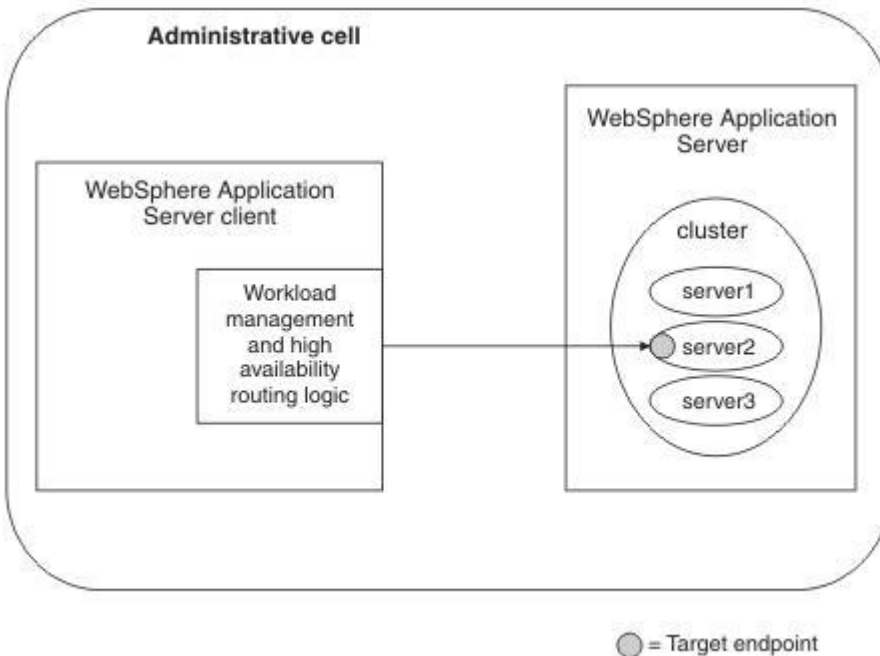 Administrative cell
WebSphere Application
Server client
Workload
management
and high
availability
routing logic
WebSphere Application
Server
cluster
server1
server2
server3
= Target endpoint